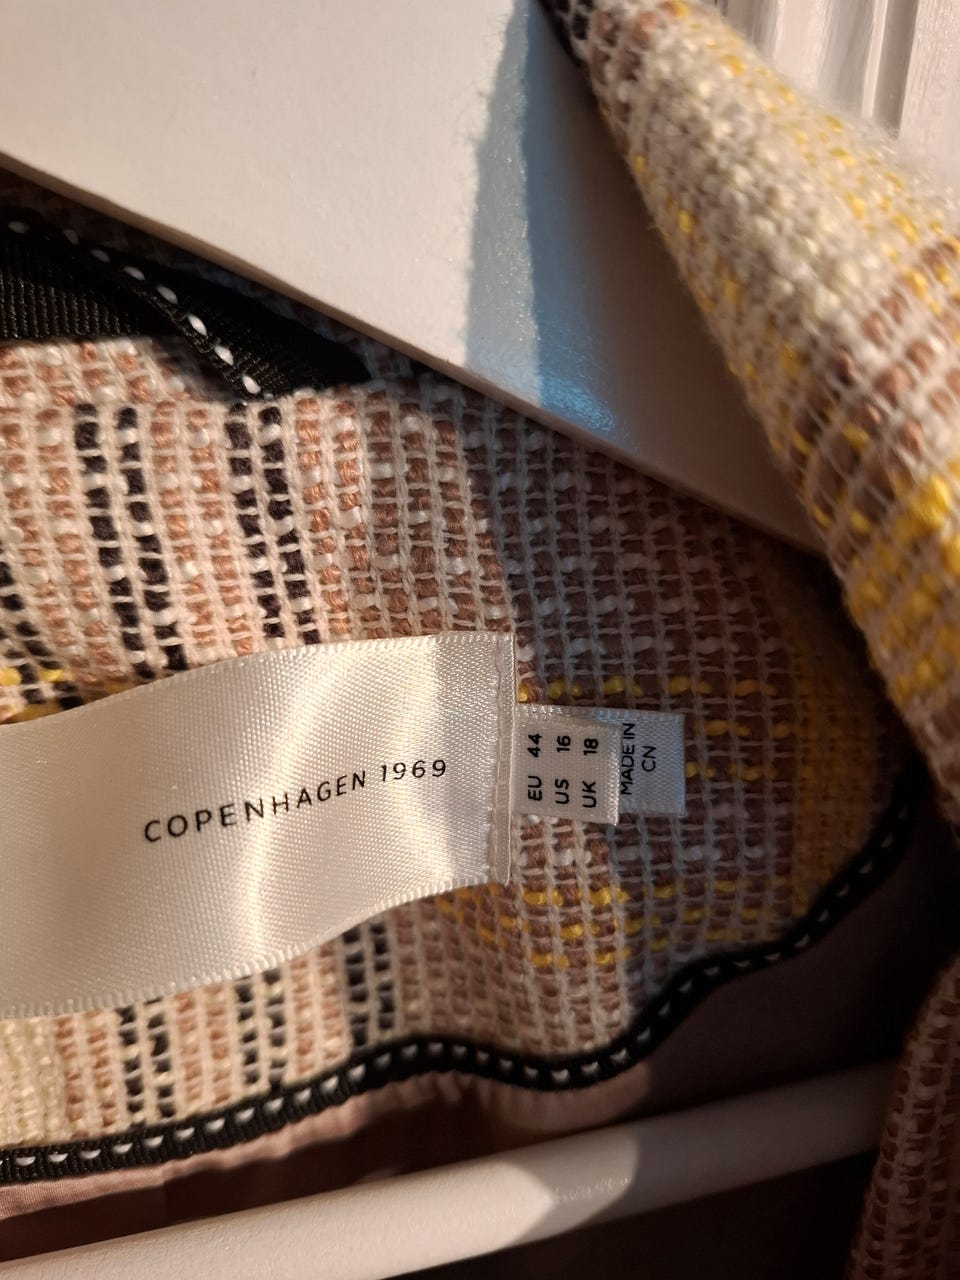 COPENHAGEN 1969
EU 44
US 16
UK 18
MADE IN
CN